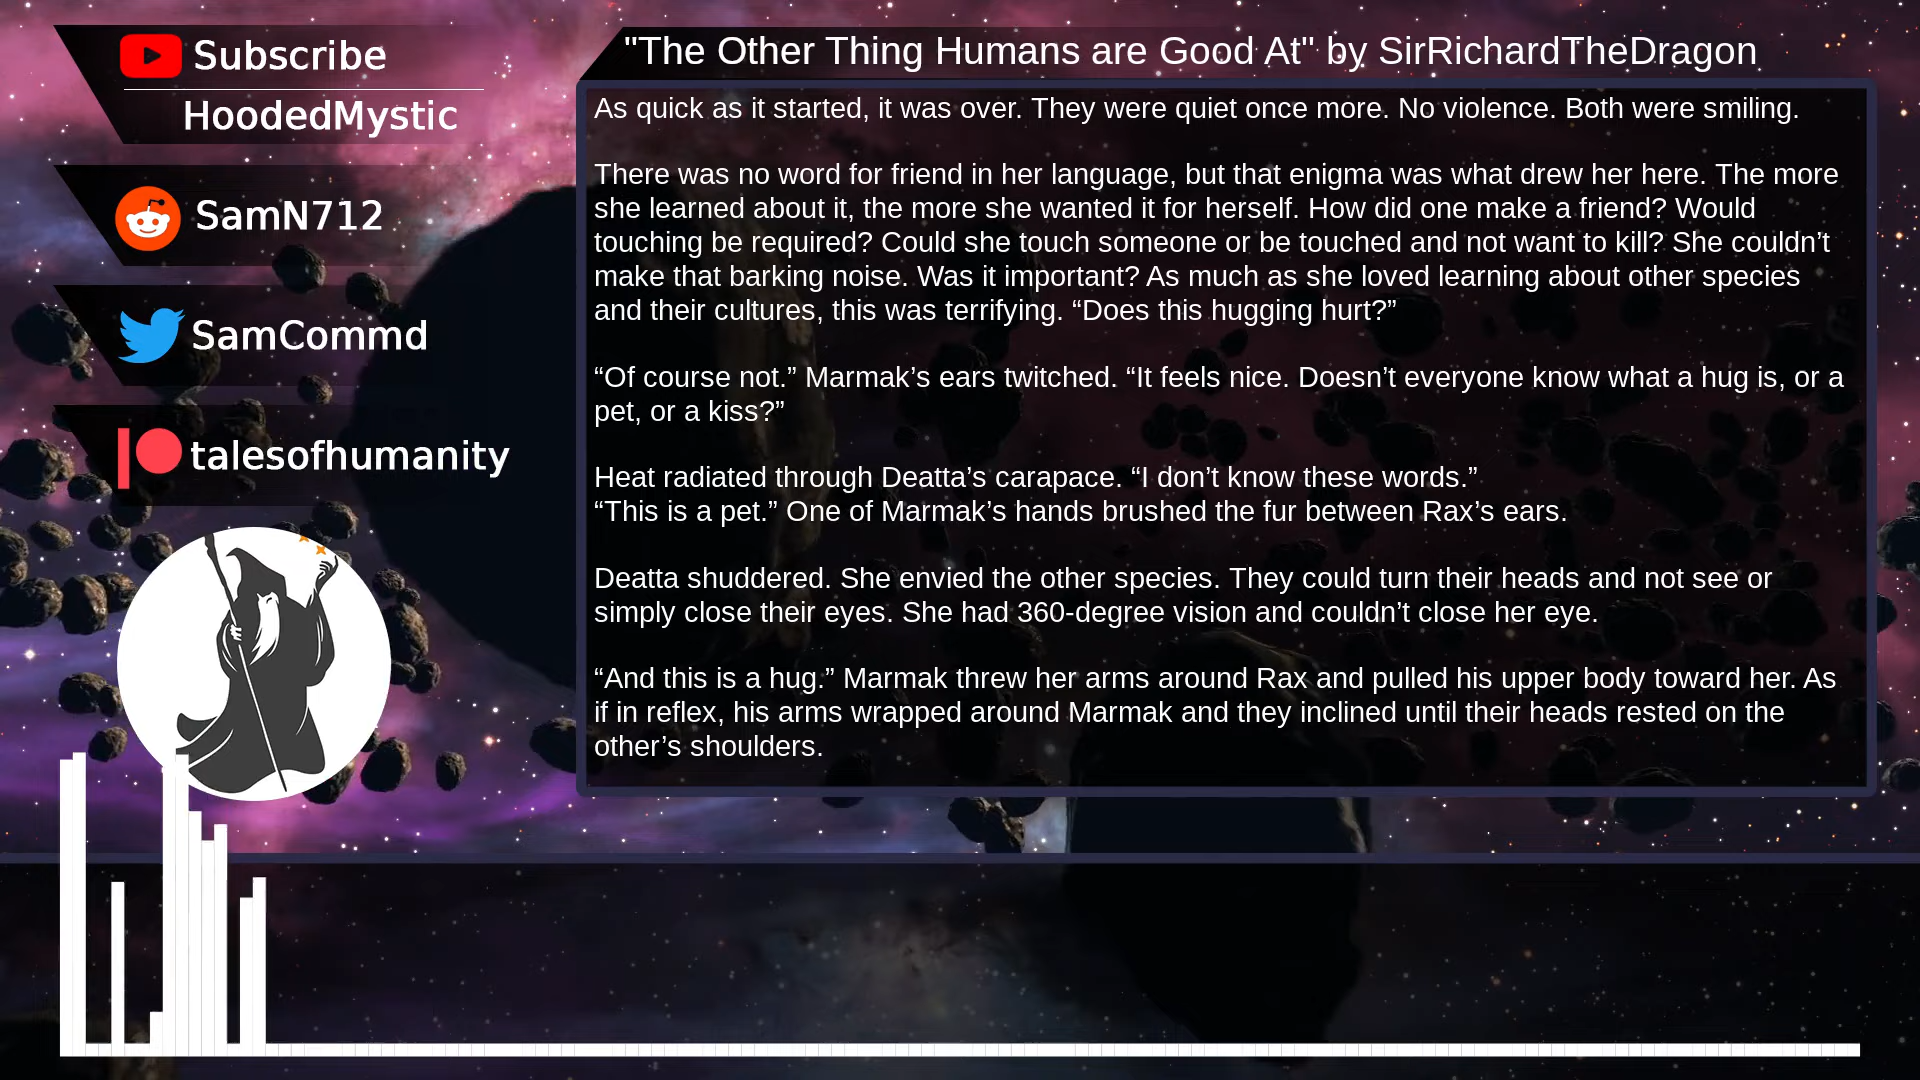 Subscribe
HoodedMystic
SamN712
SamCommd
talesofhumanity
"The Other Thing Humans are Good At" by SirRichardTheDragon
As quick as it started, it was over. They were quiet once more. No violence. Both were smiling.
There was no word for friend in her language, but that enigma was what drew her here. The more
she learned about it, the more she wanted it for herself. How did one make a friend? Would
touching be required? Could she touch someone or be touched and not want to kill? She couldn’t
make that barking noise. Was it important? As much as she loved learning about other species
and their cultures, this was terrifying. “Does this hugging hurt?”
“Of course not.” Marmak’s ears twitched. “It feels nice. Doesn’t everyone know what a hug is, or a
pet, or a kiss?”
Heat radiated through Deatta’s carapace. “I don’t know these words.”
“This is a pet.” One of Marmak’s hands brushed the fur between Rax’s ears.
Deatta shuddered. She envied the other species. They could turn their heads and not see or
simply close their eyes. She had 360-degree vision and couldn’t close her eye.
“And this is a hug.” Marmak threw her arms around Rax and pulled his upper body toward her. As
if in reflex, his arms wrapped around Marmak and they inclined until their heads rested on the
other’s shoulders.